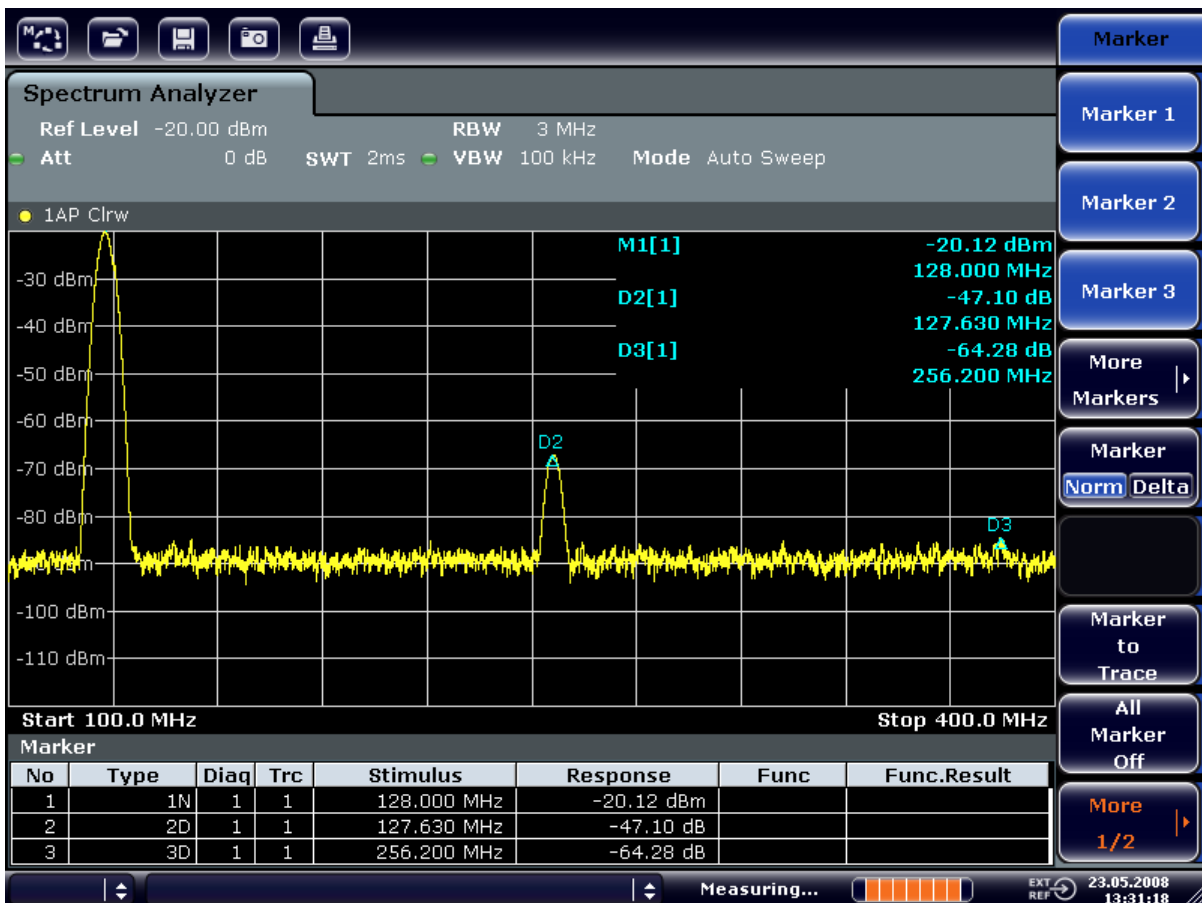 M
Marker
Spectrum Analyzer
Ref Level -20.00 dBm RBW 3 MHz
Att 0 dB SWT 2ms VBW 100 kHz Mode Auto Sweep
1AP Clrw
M1[1] -20.12 dBm
128.000 MHz
D2[1] -47.10 dB
127.630 MHz
D3[1] -64.28 dB
256.200 MHz
-30 dBm
-40 dBm
-50 dBm
-60 dBm
-70 dBm
-80 dBm
-100 dBm
-110 dBm
D2
D3
Start 100.0 MHz Stop 400.0 MHz
Marker
No Type Diag Trc Stimulus Response Func Func.Result
1 1N 1 1 128.000 MHz -20.12 dBm
2 2D 1 1 127.630 MHz -47.10 dB
3 3D 1 1 256.200 MHz -64.28 dB
Marker 1
Marker 2
Marker 3
More
Markers
Marker
Norm Delta
Marker
to
Trace
All
Marker
Off
More
1/2
Measuring...
EXT
REF
23.05.2008
13:31:18